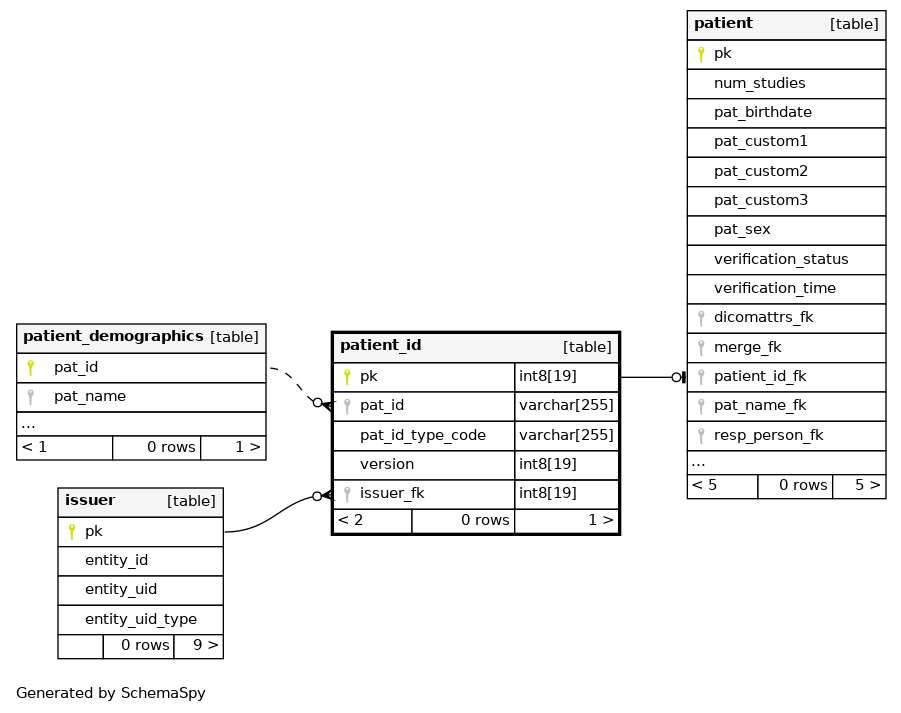 patient [table]
pk
num_studies
pat_birthdate
pat_custom1
pat_custom2
pat_custom3
pat_sex
verification_status
verification_time
dicomattrs_fk
merge_fk
patient_id_fk
pat_name_fk
resp_person_fk
...
< 5 0 rows 5 >
patient_demographics [table]
pat_id
pat_name
...
< 1 0 rows 1 >
patient_id [table]
pk int8[19]
pat_id varchar[255]
pat_id_type_code varchar[255]
version int8[19]
issuer_fk int8[19]
< 2 0 rows 1 >
issuer [table]
pk
entity_id
entity_uid
entity_uid_type
0 rows 9 >
Generated by SchemaSpy